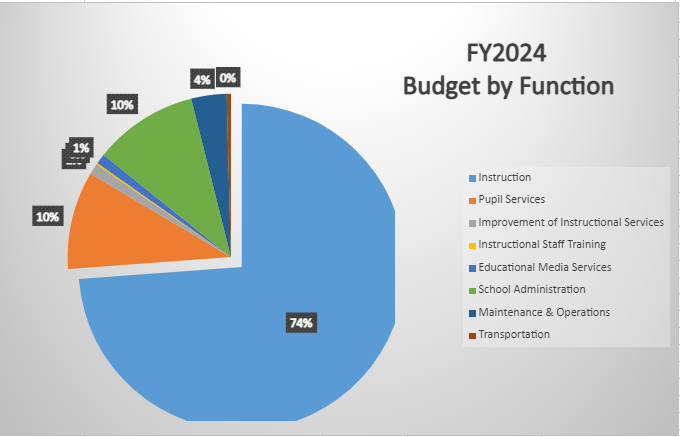 FY2024
Budget by Function
4%
0%
10%
1%
10%
74%
Instruction
Pupil Services
Improvement of Instructional Services
Instructional Staff Training
Educational Media Services
School Administration
Maintenance & Operations
Transportation